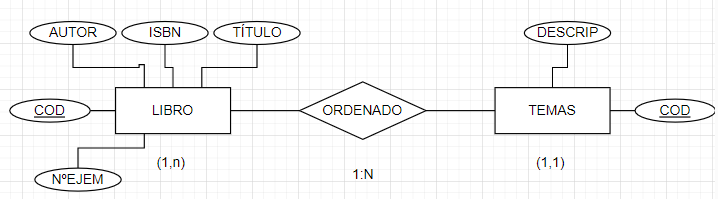 AUTOR
ISBN
TÍTULO
DESCRIP
COD
LIBRO
ORDENADO
TEMAS
COD
(1,n)
(1,1)
1:N
NºEJEM